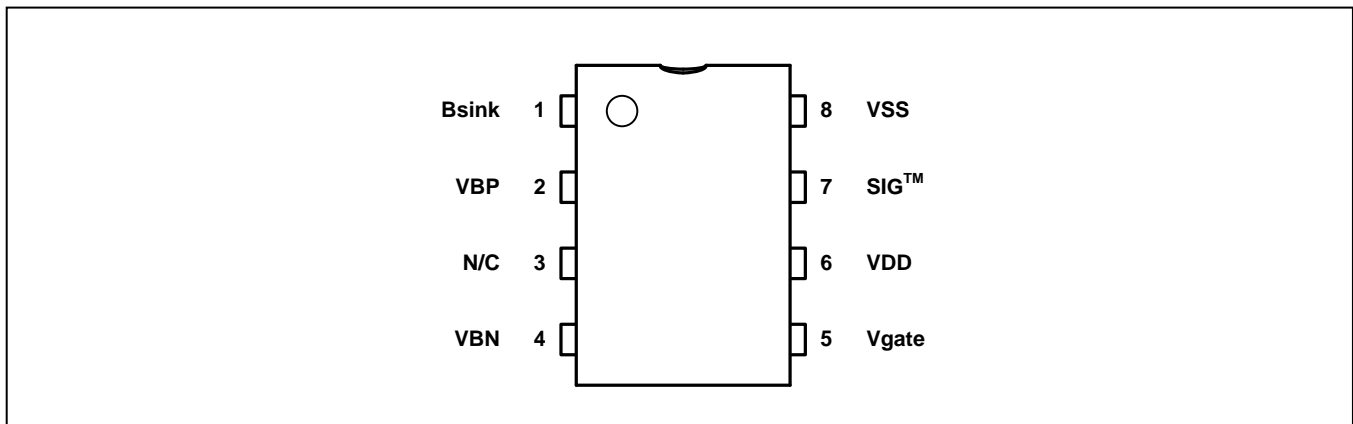 Bsink 1
VBP 2
N/C 3
VBN 4
8 VSS
7 SIG™
6 VDD
5 Vgate